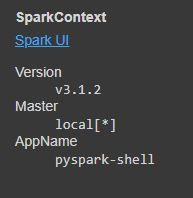 SparkContext
Spark UI
Version
v3.1.2
Master
local[*]
AppName
pyspark-shell